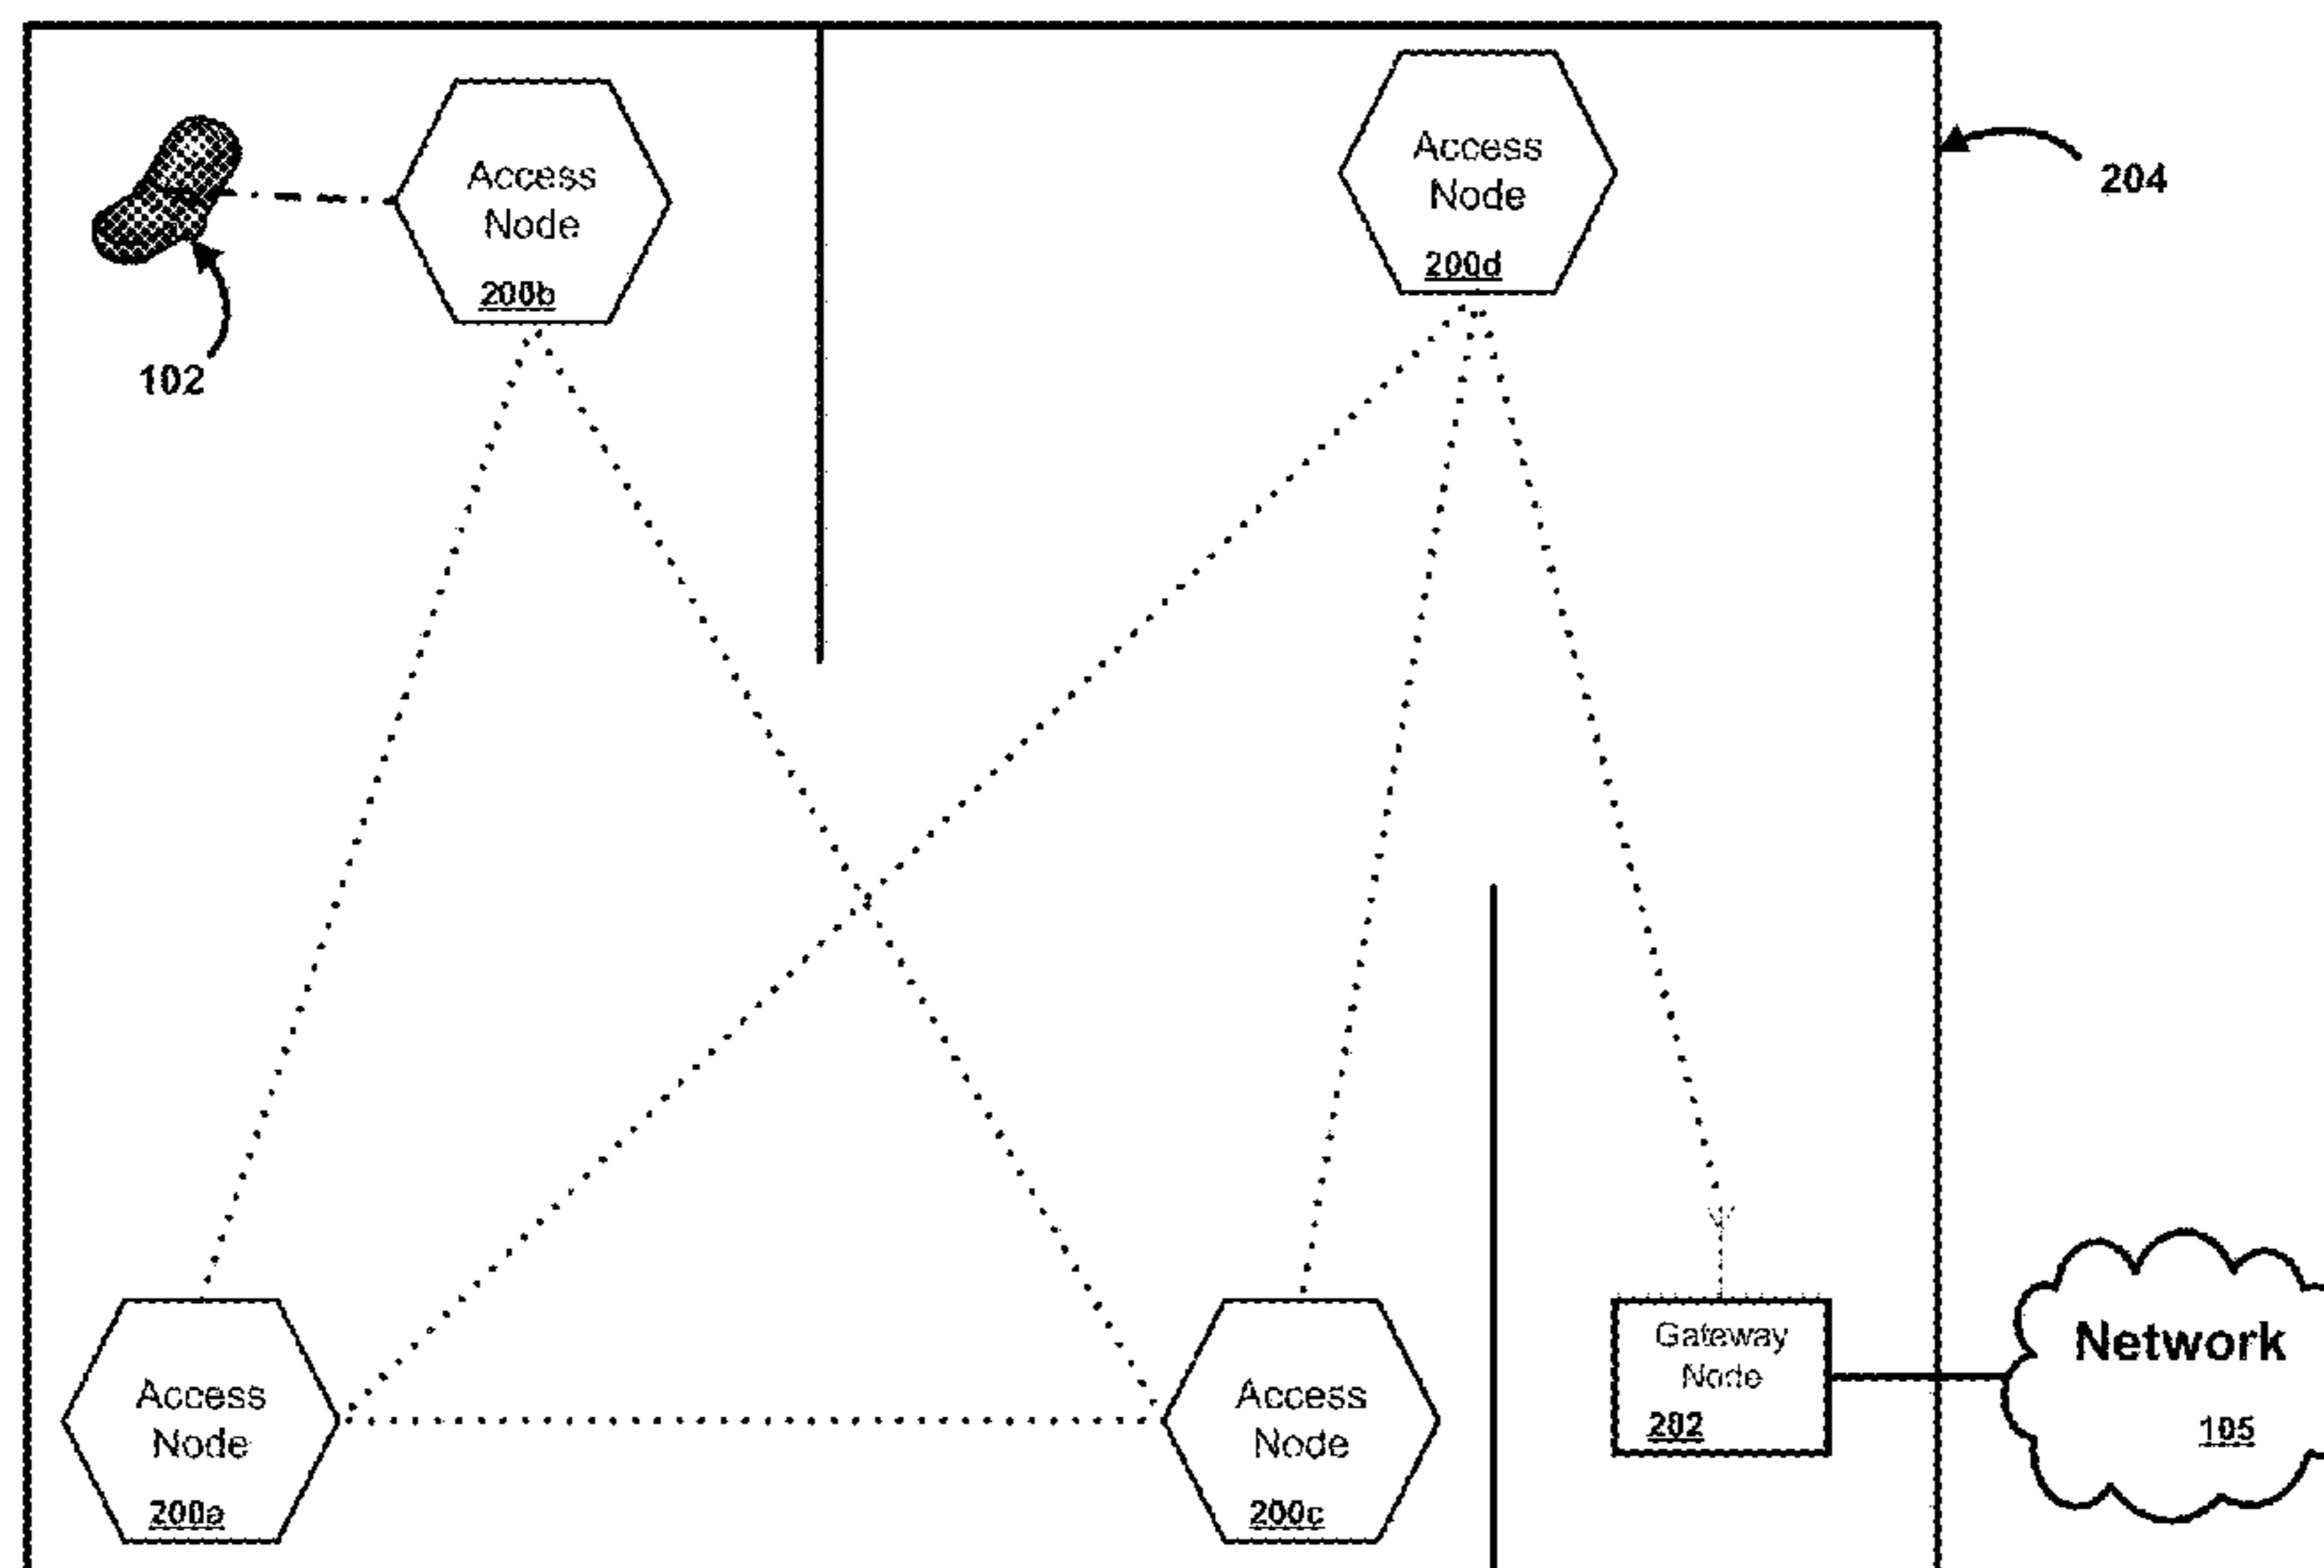 Access
Node
200b
Access
Node
200d
204
102
Access
Node
200a
Access
Node
200c
Gateway
Node
202
Network
105